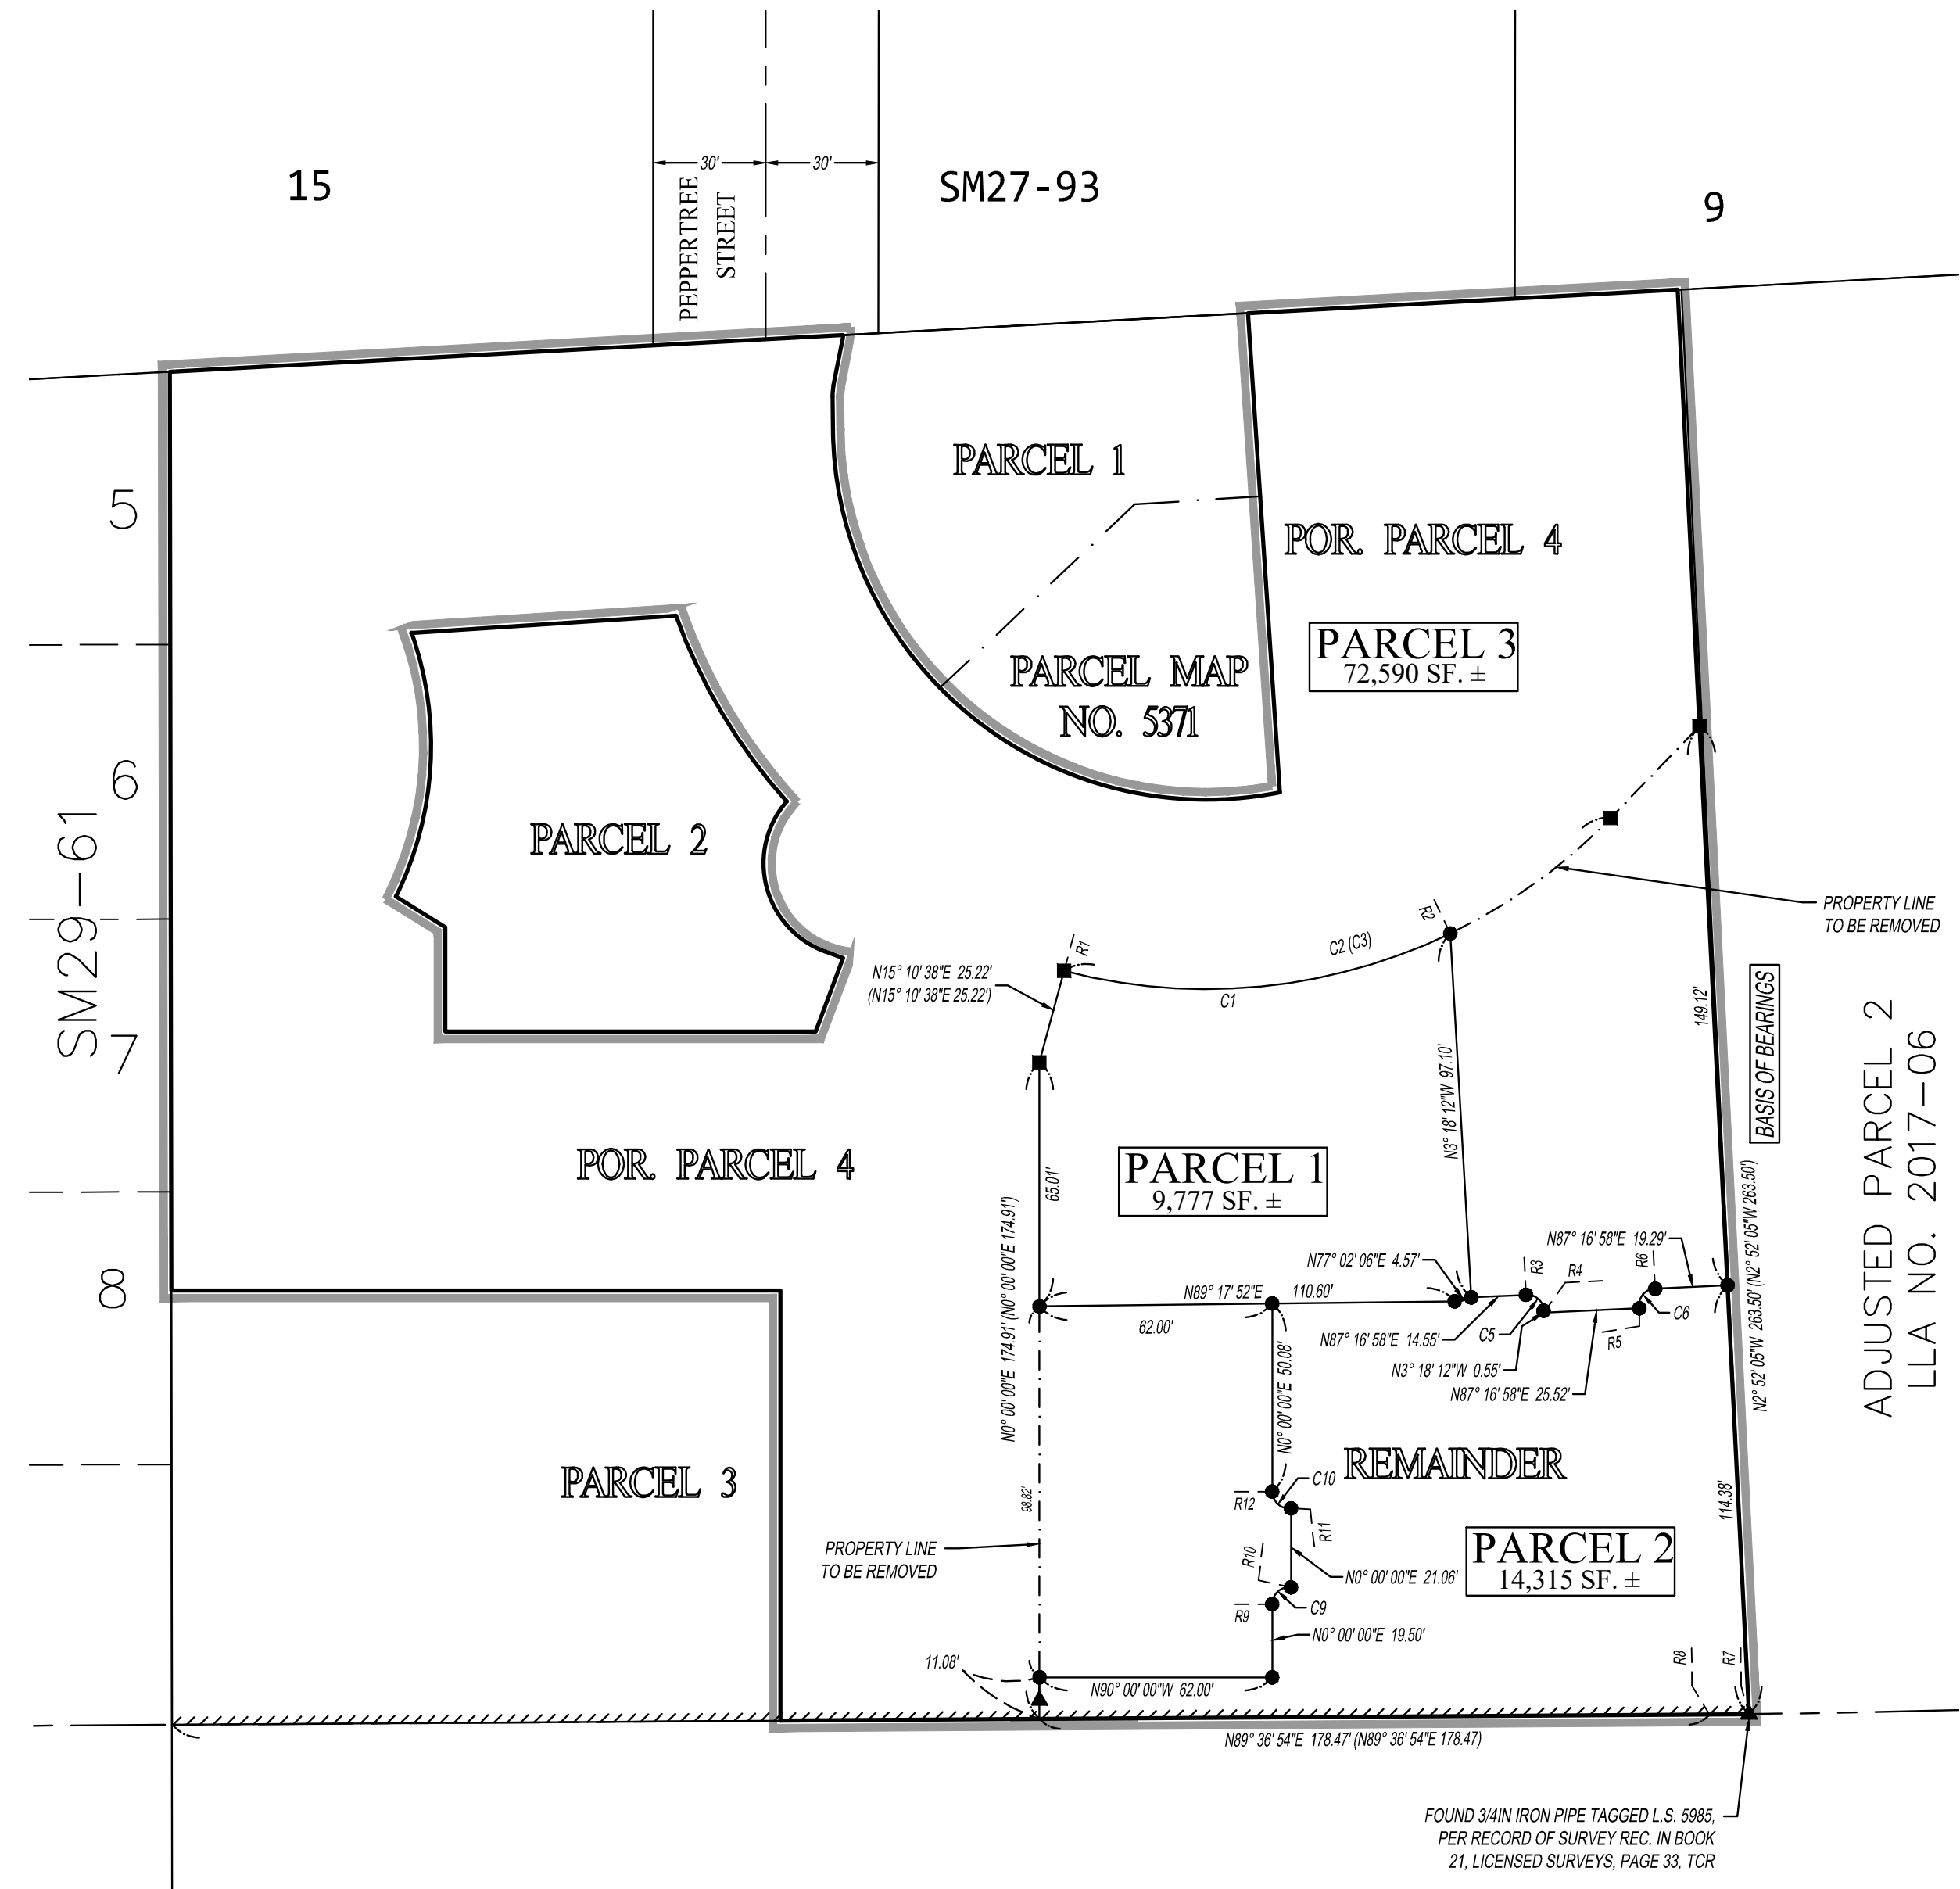 15
SM27-93
9
30'
30'
PEPPERTREE
STREET
5
6
SM29-61
7
8
PARCEL 1
POR. PARCEL 4
PARCEL 3
72,590 SF. ±
PARCEL MAP
NO. 5371
PARCEL 2
PROPERTY LINE
TO BE REMOVED
R2
R1
C2 (C3)
C1
N15° 10' 38"E 25.22'
(N15° 10' 38"E 25.22')
149.12'
BASIS OF BEARINGS
ADJUSTED PARCEL 2
LLA NO. 2017-06
N3° 18' 12"W 97.10'
POR. PARCEL 4
PARCEL 1
9,777 SF. ±
65.01'
N0° 00' 00"E 174.91' (N0° 00' 00"E 174.91')
N2° 52' 05"W 263.50' (N2° 52' 05"W 263.50')
N87° 16' 58"E 19.29'
N77° 02' 06"E 4.57'
R3
R4
R6
N89° 17' 52"E 110.60'
62.00'
N87° 16' 58"E 14.55'
C5
C6
R5
N3° 18' 12"W 0.55'
N87° 16' 58"E 25.52'
N0° 00' 00"E 50.08'
REMAINDER
PARCEL 3
C10
R12
98.82'
114.38'
R11
PARCEL 2
14,315 SF. ±
PROPERTY LINE
TO BE REMOVED
R10
N0° 00' 00"E 21.06'
C9
R9
N0° 00' 00"E 19.50'
11.08'
R8
R7
N90° 00' 00"W 62.00'
N89° 36' 54"E 178.47' (N89° 36' 54"E 178.47)
FOUND 3/4IN IRON PIPE TAGGED L.S. 5985,
PER RECORD OF SURVEY REC. IN BOOK
21, LICENSED SURVEYS, PAGE 33, TCR